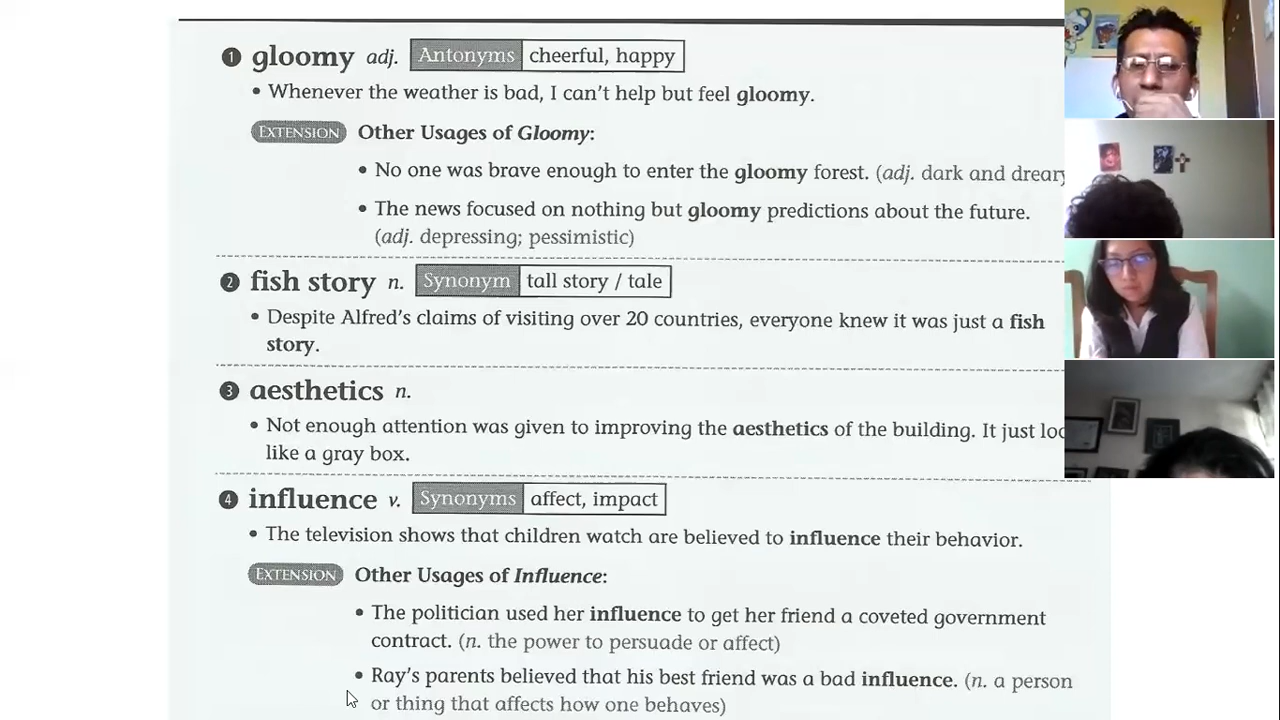 1 gloomy adj. Antonyms cheerful, happy
• Whenever the weather is bad, I can't help but feel gloomy.
EXTENSION Other Usages of Gloomy:
• No one was brave enough to enter the gloomy forest. (adj. dark and dreary
• The news focused on nothing but gloomy predictions about the future.
(adj. depressing; pessimistic)
2 fish story n. Synonym tall story / tale
• Despite Alfred's claims of visiting over 20 countries, everyone knew it was just a fish
story.
3 aesthetics n.
• Not enough attention was given to improving the aesthetics of the building. It just loo
like a gray box.
4 influence v. Synonyms affect, impact
• The television shows that children watch are believed to influence their behavior.
EXTENSION Other Usages of Influence:
• The politician used her influence to get her friend a coveted government
contract. (n. the power to persuade or affect)
• Ray's parents believed that his best friend was a bad influence. (n. a person
or thing that affects how one behaves)